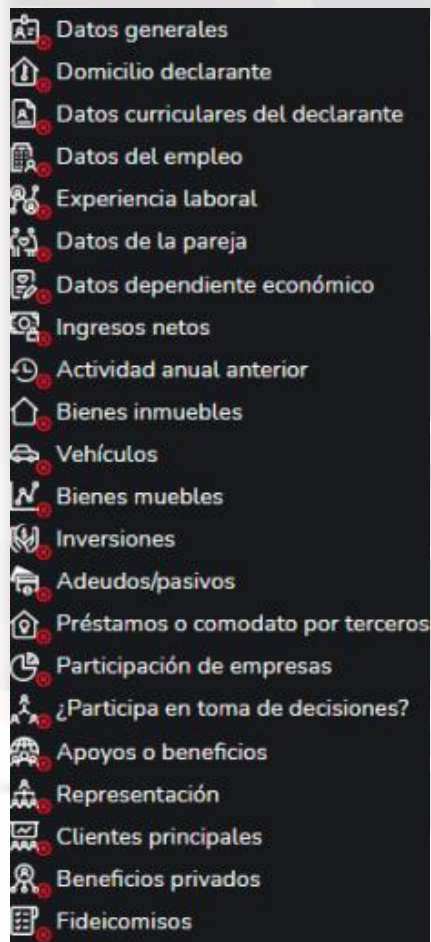 Datos generales
Domicilio declarante
Datos curriculares del declarante
Datos del empleo
Experiencia laboral
Datos de la pareja
Datos dependiente económico
Ingresos netos
Actividad anual anterior
Bienes inmuebles
Vehículos
Bienes muebles
Inversiones
Adeudos/pasivos
Préstamos o comodato por terceros
Participación de empresas
¿Participa en toma de decisiones?
Apoyos o beneficios
Representación
Clientes principales
Beneficios privados
Fideicomisos